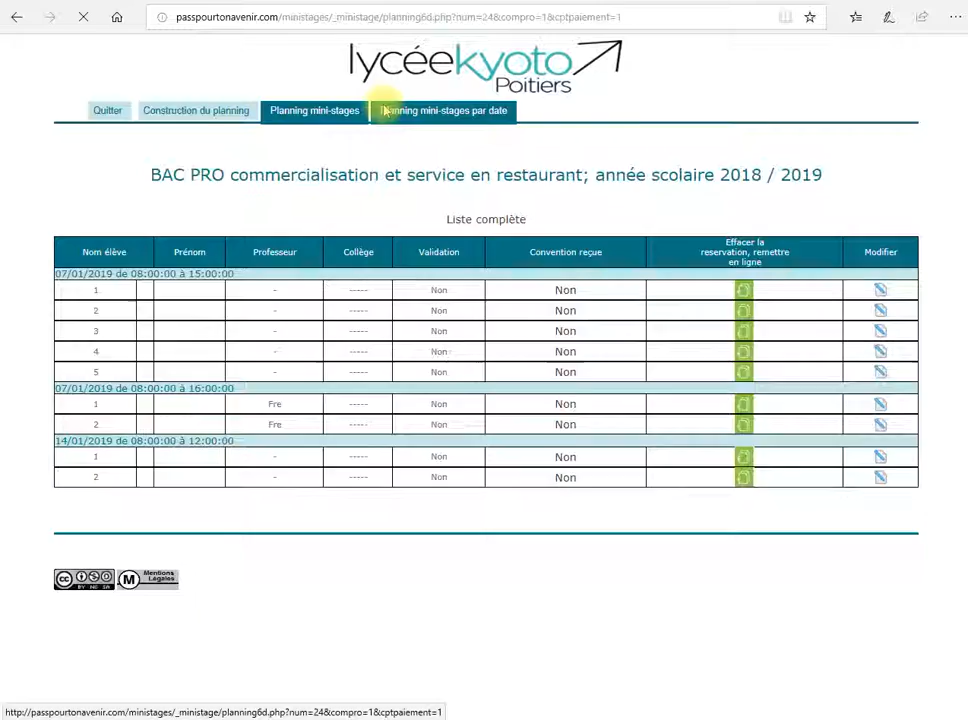 passpourtonavenir.com/ministages/_ministage/planning6d.php?num=24&compro=1&cptpaiement=1
lycéekyoto
Poitiers
Quitter Construction du planning Planning mini-stages Planning mini-stages par date
BAC PRO commercialisation et service en restaurant; année scolaire 2018 / 2019
Liste complète
Nom élève Prénom Professeur Collège Validation Convention reçue Effacer la reservation, remettre en ligne Modifier
07/01/2019 de 08:00:00 à 15:00:00
1 - ----- Non Non
2 - ----- Non Non
3 - ----- Non Non
4 - ----- Non Non
5 - ----- Non Non
07/01/2019 de 08:00:00 à 16:00:00
1 Fre ----- Non Non
2 Fre ----- Non Non
14/01/2019 de 08:00:00 à 12:00:00
1 - ----- Non Non
2 - ----- Non Non
cc BY NC SA M Mentions Légales
http://passpourtonavenir.com/ministages/_ministage/planning6d.php?num=24&compro=1&cptpaiement=1